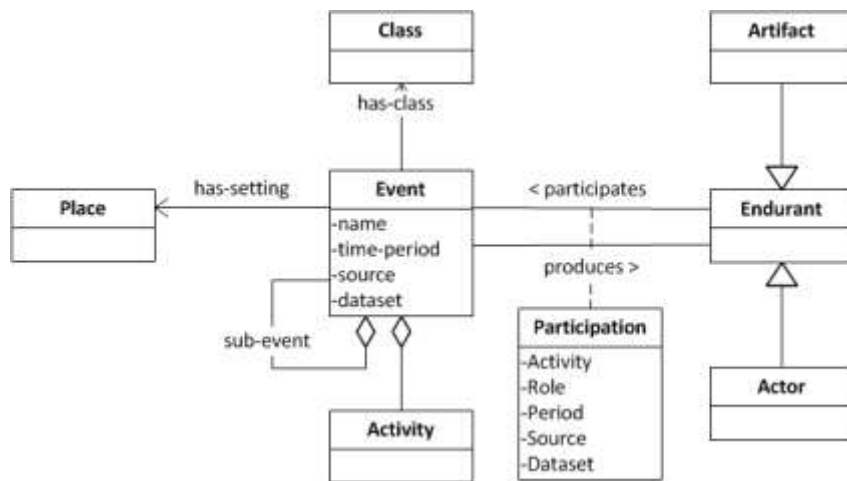 Class
Artifact
has-class
Place
has-setting
Event
-name
-time-period
-source
-dataset
< participates
produces >
Endurant
sub-event
Participation
-Activity
-Role
-Period
-Source
-Dataset
Activity
Actor